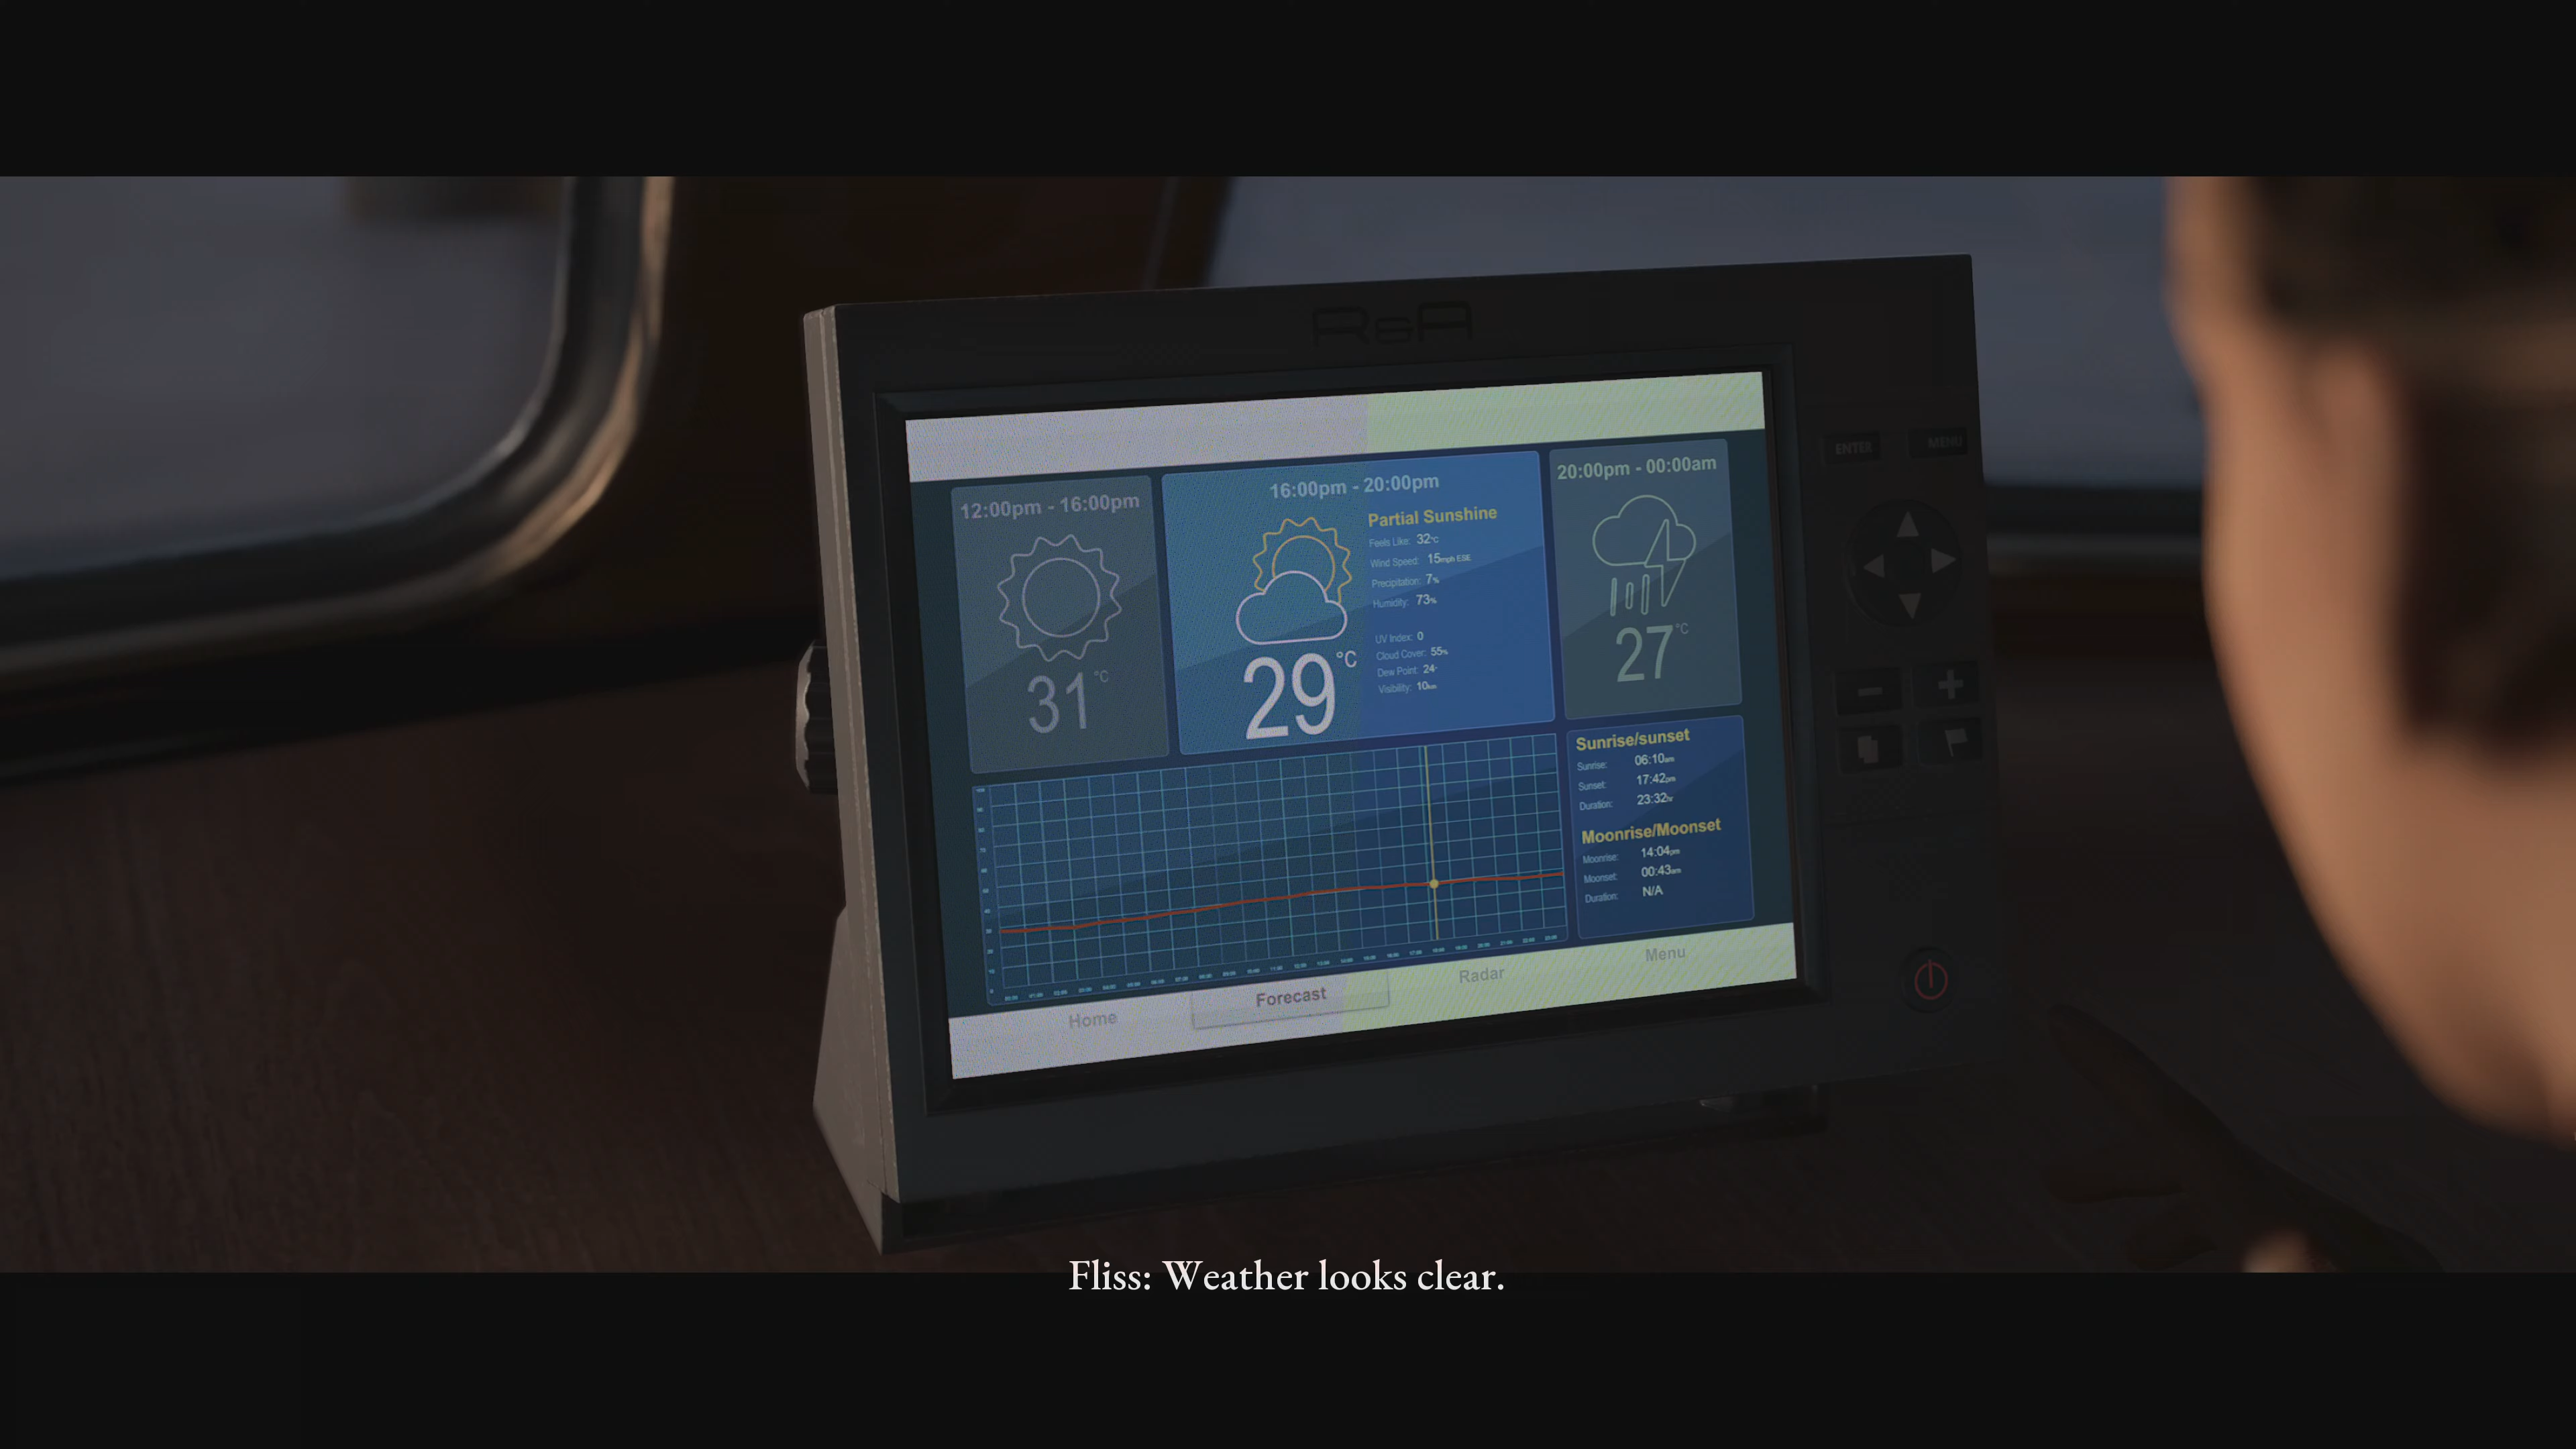 R&A
ENTER MENU
12:00pm - 16:00pm
31°C
16:00pm - 20:00pm
Partial Sunshine
Feels Like: 32°C
Wind Speed: 15mph ESE
Precipitation: 7%
Humidity: 73%
UV Index: 0
Cloud Cover: 55%
Dew Point: 24°
Visibility: 10km
29°C
20:00pm - 00:00am
27°C
Sunrise/sunset
Sunrise: 06:10am
Sunset: 17:42pm
Duration: 23:32hr
Moonrise/Moonset
Moonrise: 14:04pm
Moonset: 00:43am
Duration: N/A
Home Forecast Radar Menu
Fliss: Weather looks clear.